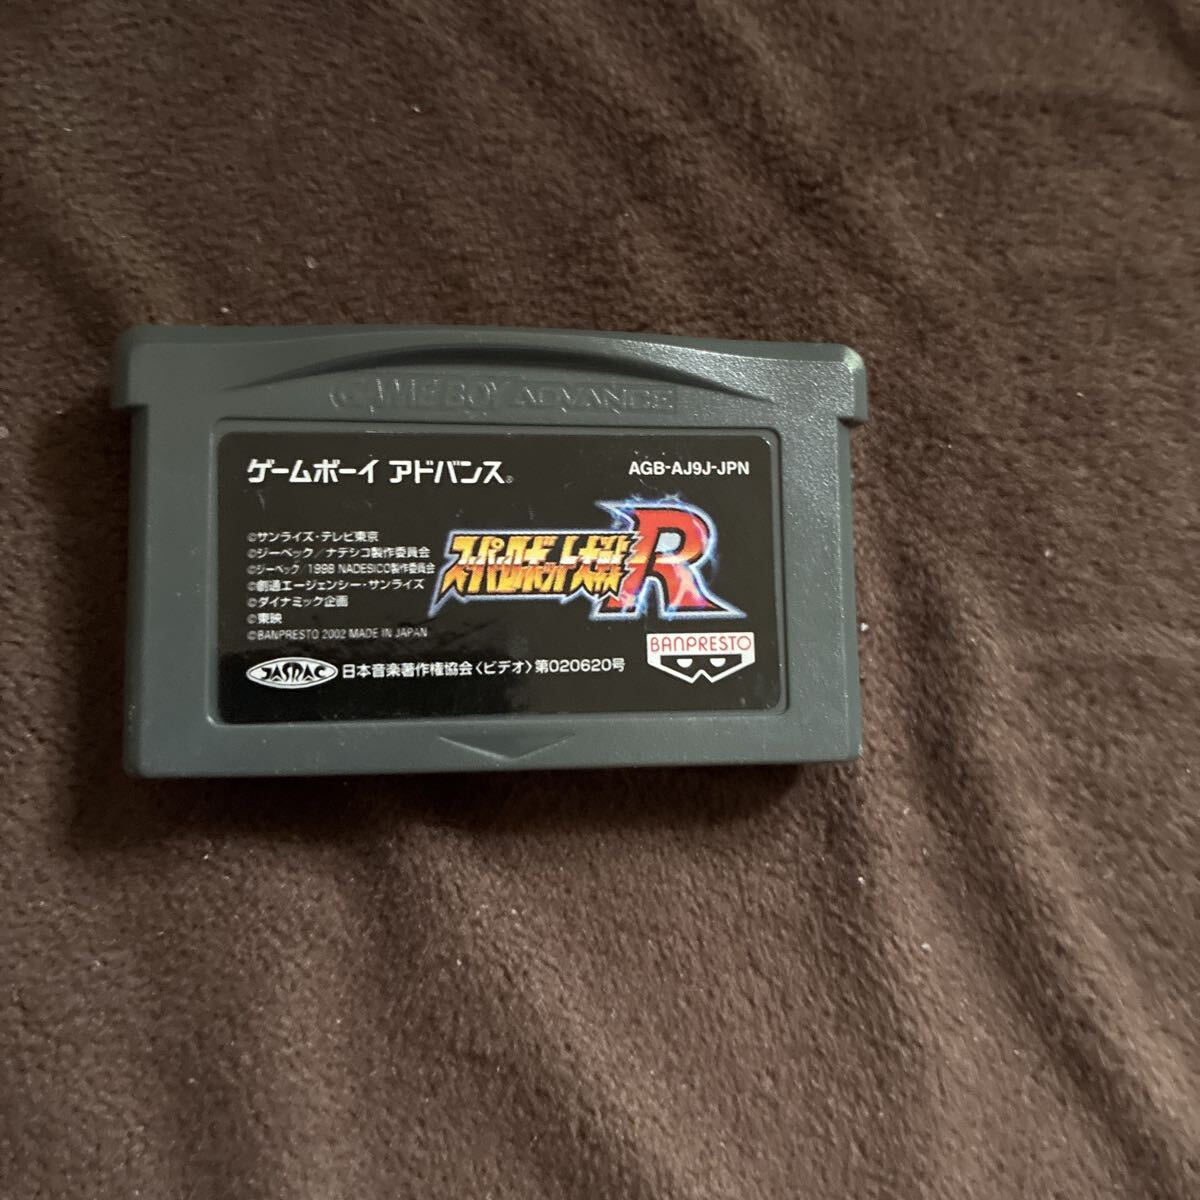 GAME BOY ADVANCE
ゲームボーイ アドバンス®
AGB-AJ9J-JPN
©サンライズ・テレビ東京
©ジーベック/ナデシコ製作委員会
©ジーベック/1998 NADESICO製作委員会
©創通エージェンシー・サンライズ
©ダイナミック企画
©東映
©BANPRESTO 2002 MADE IN JAPAN
スーパーロボット大戦R
BANPRESTO
JASRAC 日本音楽著作権協会〈ビデオ〉第020620号